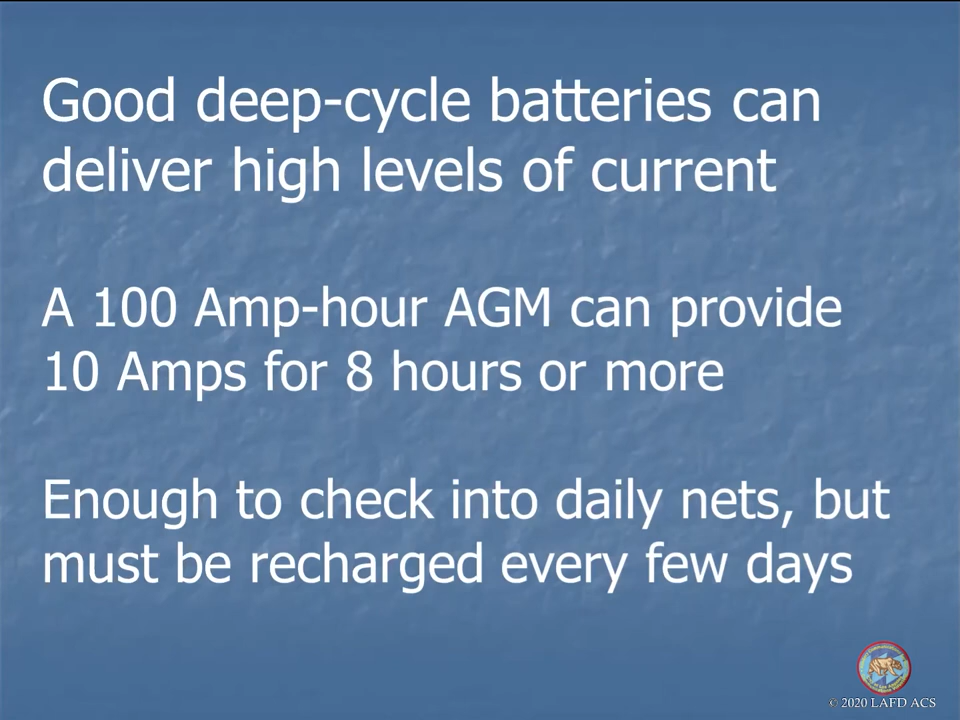 Good deep-cycle batteries can
deliver high levels of current
A 100 Amp-hour AGM can provide
10 Amps for 8 hours or more
Enough to check into daily nets, but
must be recharged every few days
© 2020 LAFD ACS